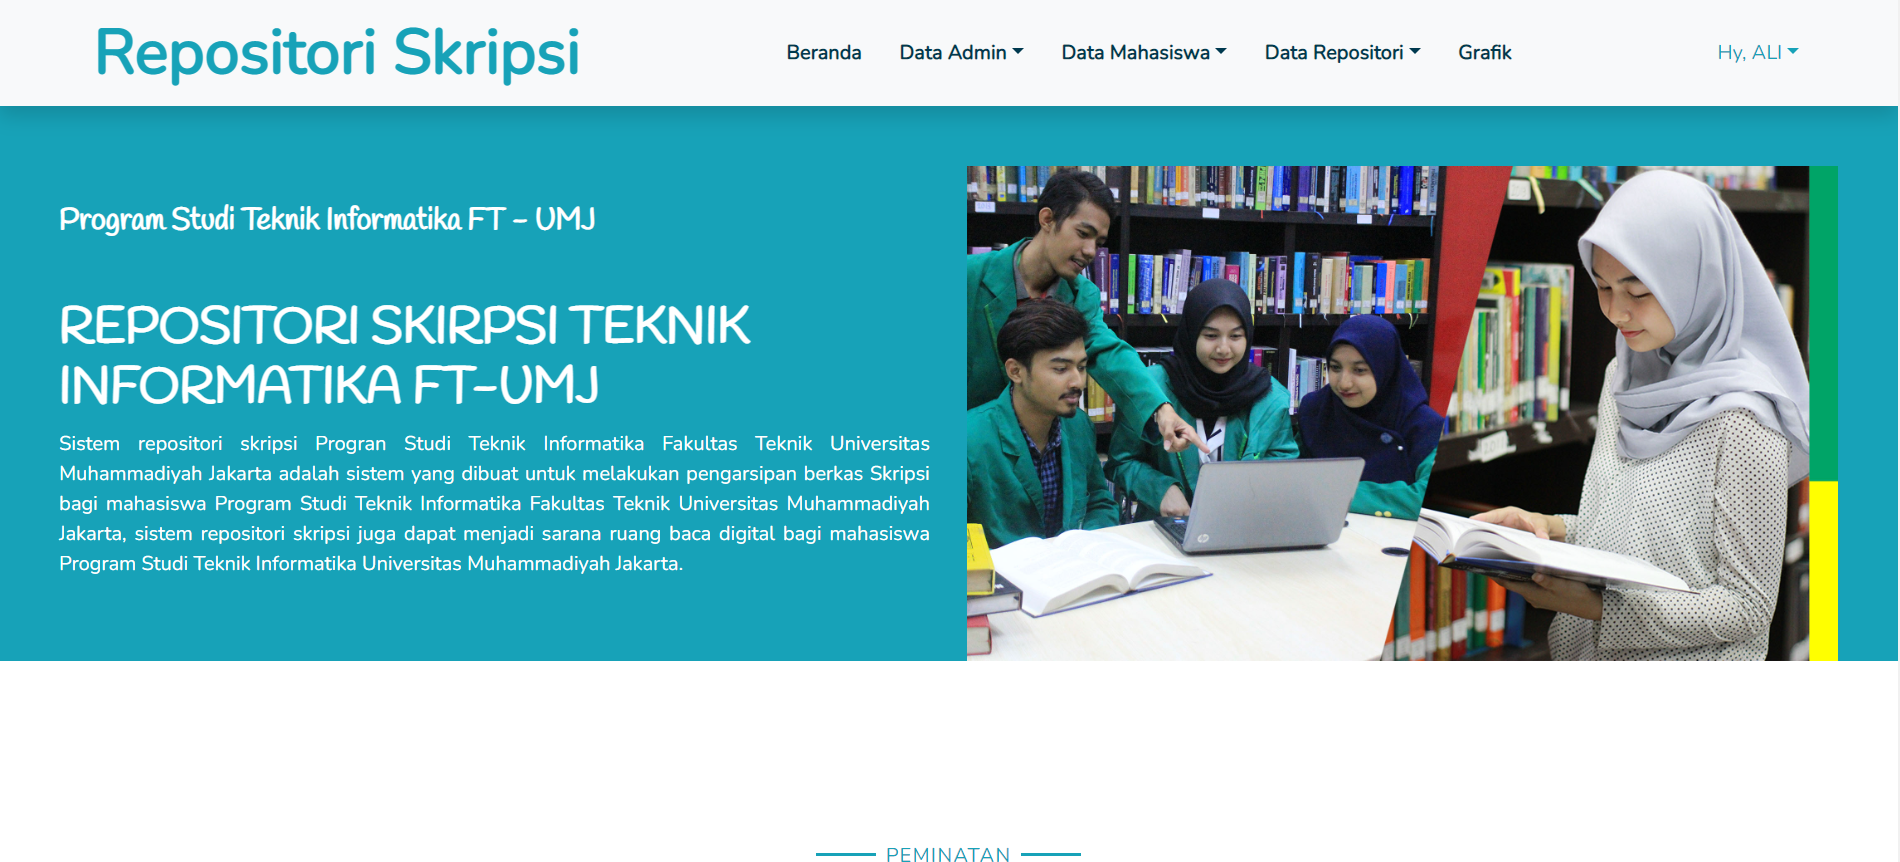 Repositori Skripsi
Beranda
Data Admin
Data Mahasiswa
Data Repositori
Grafik
Hy, ALI
Program Studi Teknik Informatika FT - UMJ
REPOSITORI SKIRPSI TEKNIK
INFORMATIKA FT-UMJ
Sistem repositori skripsi Progran Studi Teknik Informatika Fakultas Teknik Universitas
Muhammadiyah Jakarta adalah sistem yang dibuat untuk melakukan pengarsipan berkas Skripsi
bagi mahasiswa Program Studi Teknik Informatika Fakultas Teknik Universitas Muhammadiyah
Jakarta, sistem repositori skripsi juga dapat menjadi sarana ruang baca digital bagi mahasiswa
Program Studi Teknik Informatika Universitas Muhammadiyah Jakarta.
PEMINATAN